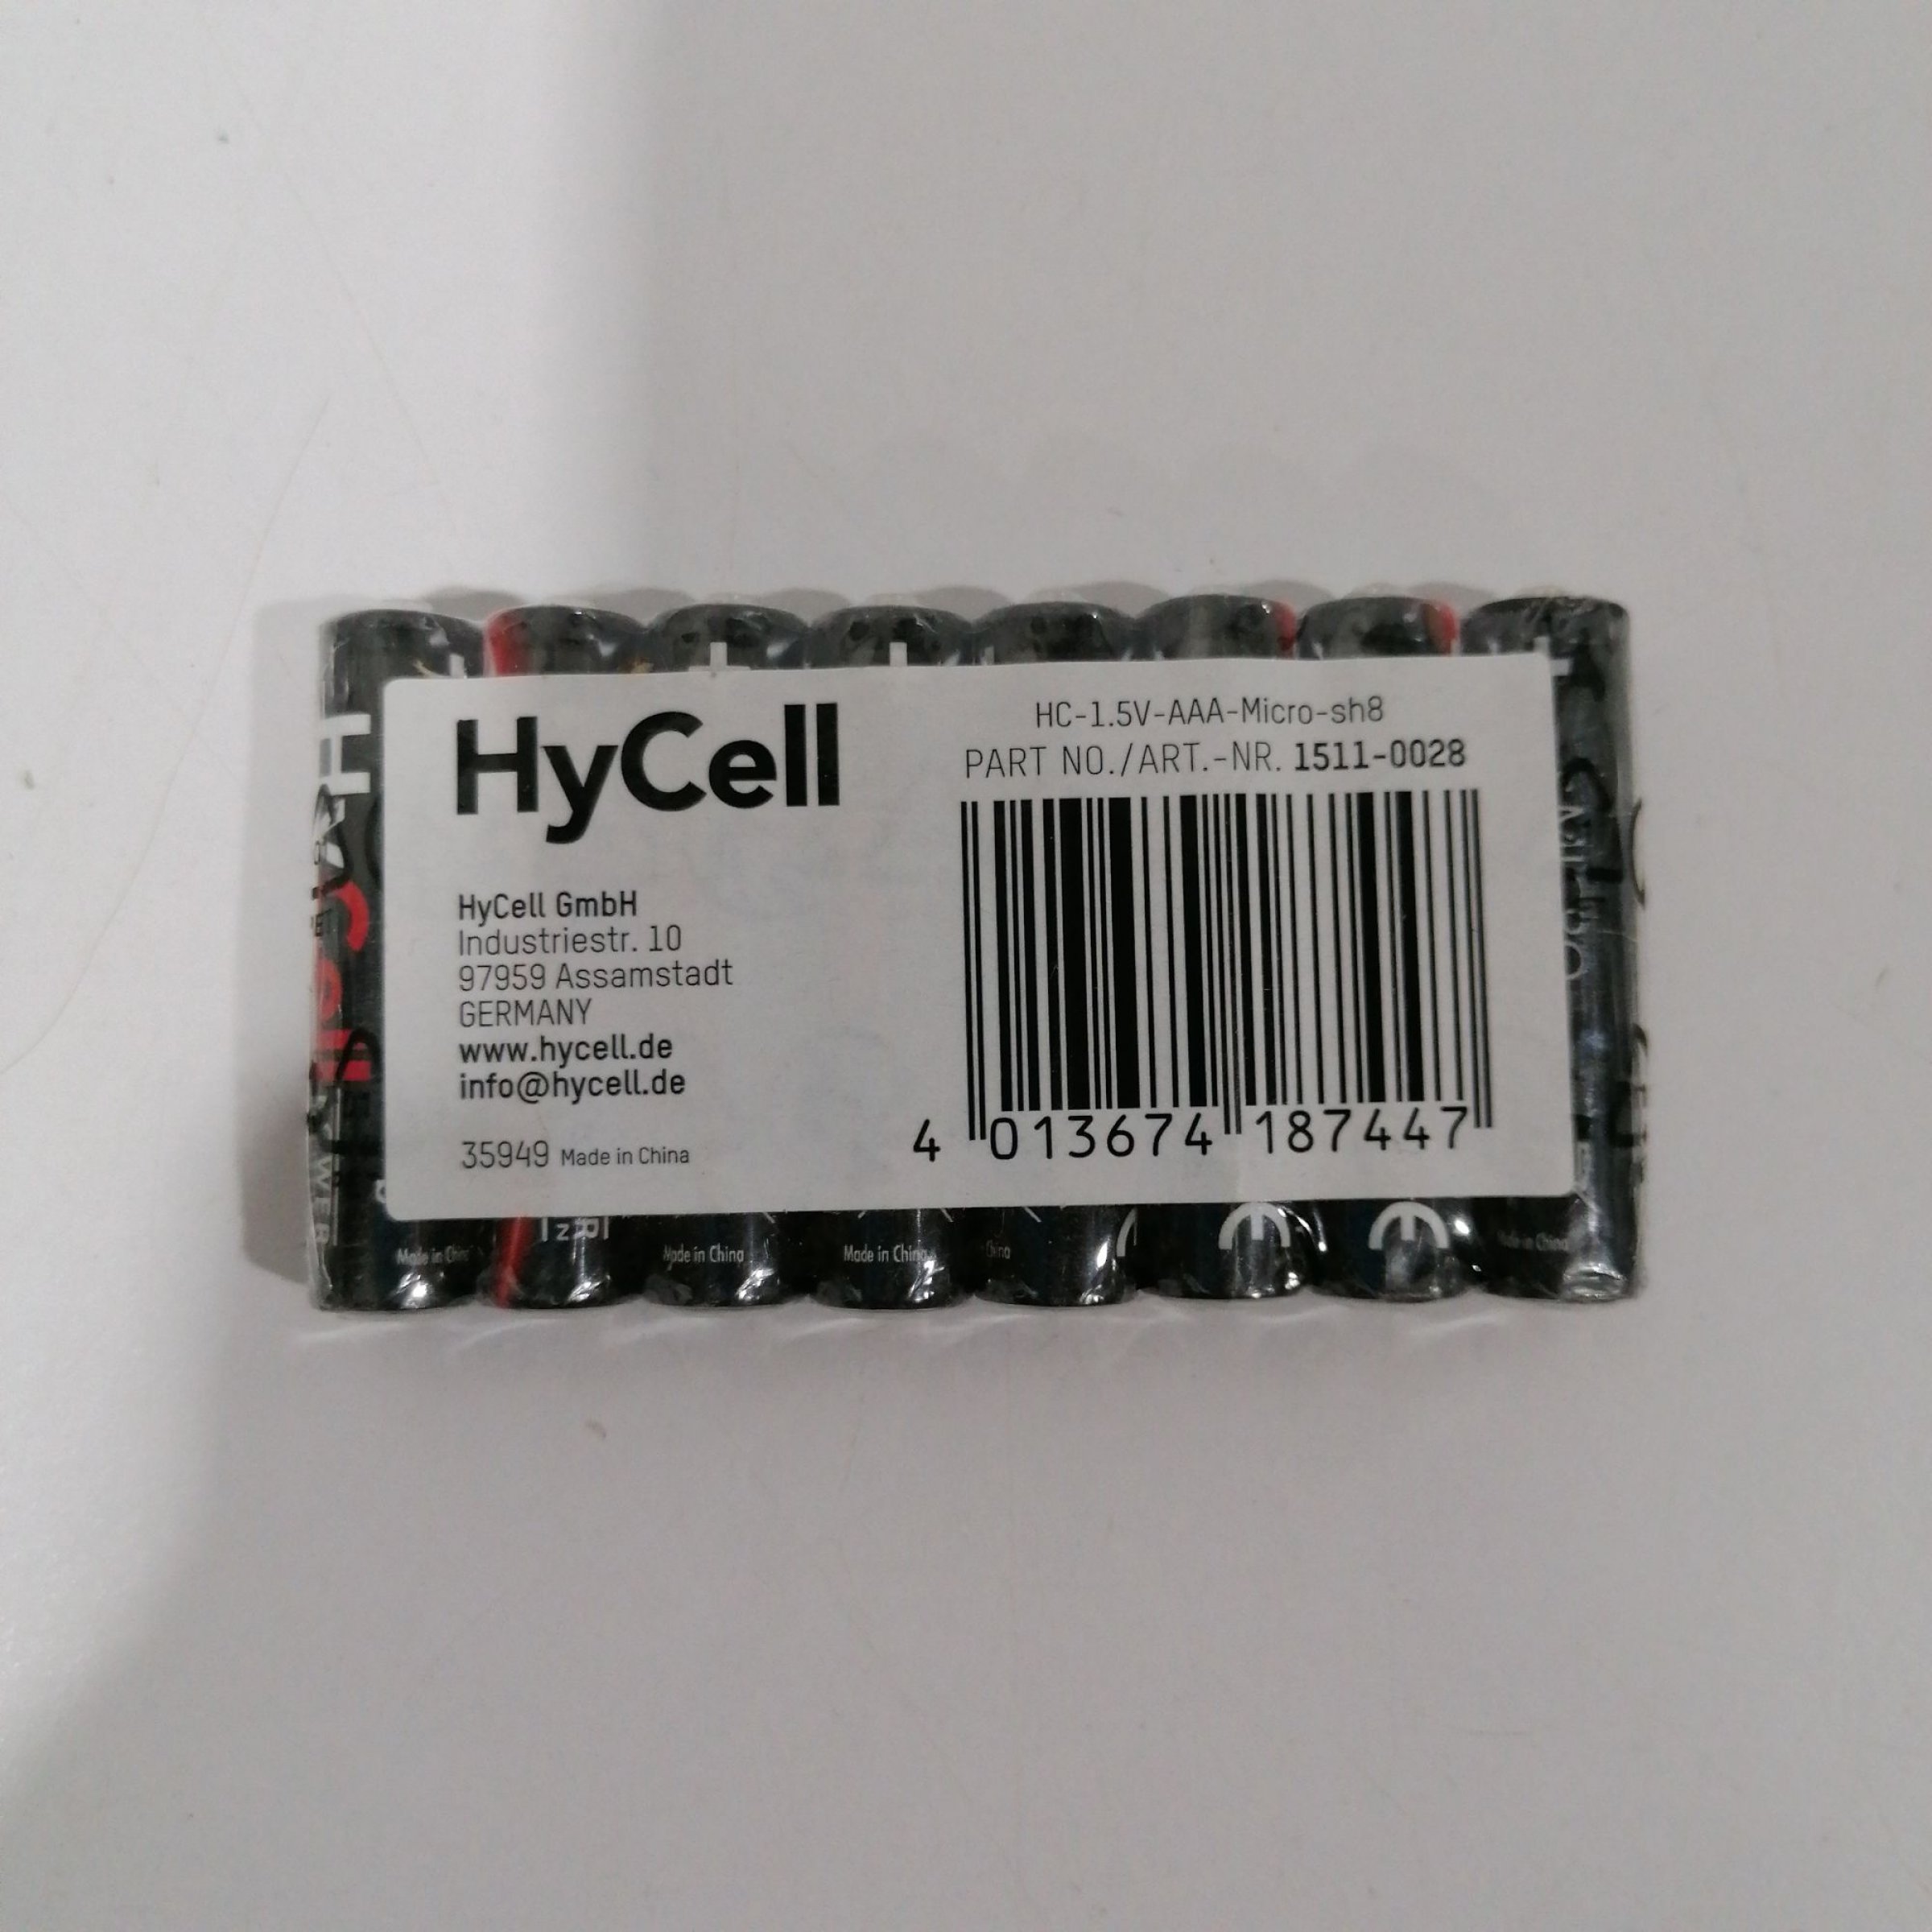 HyCell
HC-1.5V-AAA-Micro-sh8
PART NO./ART.-NR. 1511-0028
HyCell GmbH
Industriestr. 10
97959 Assamstadt
GERMANY
www.hycell.de
info@hycell.de
35949 Made in China
4 013674 187447
HyCell
Made in China
Made in China
Made in China
China
Made in China